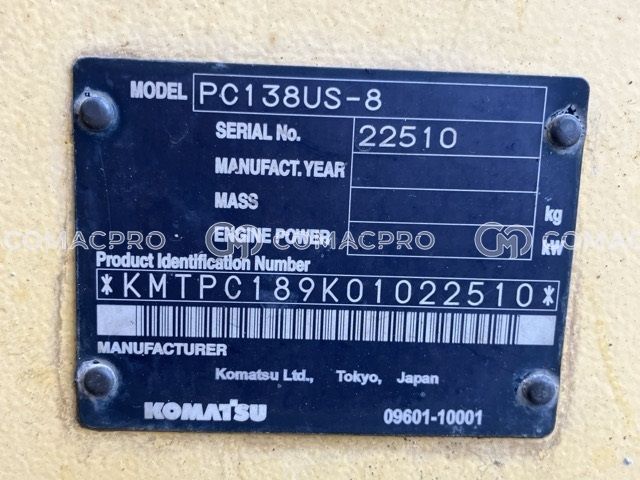 MODEL PC138US-8
SERIAL No. 22510
MANUFACT. YEAR
MASS kg
ENGINE POWER kw
COMACPRO COMACPRO
Product Identification Number
*KMTPC189K01022510*
MANUFACTURER
Komatsu Ltd., Tokyo, Japan
KOMATSU 09601-10001